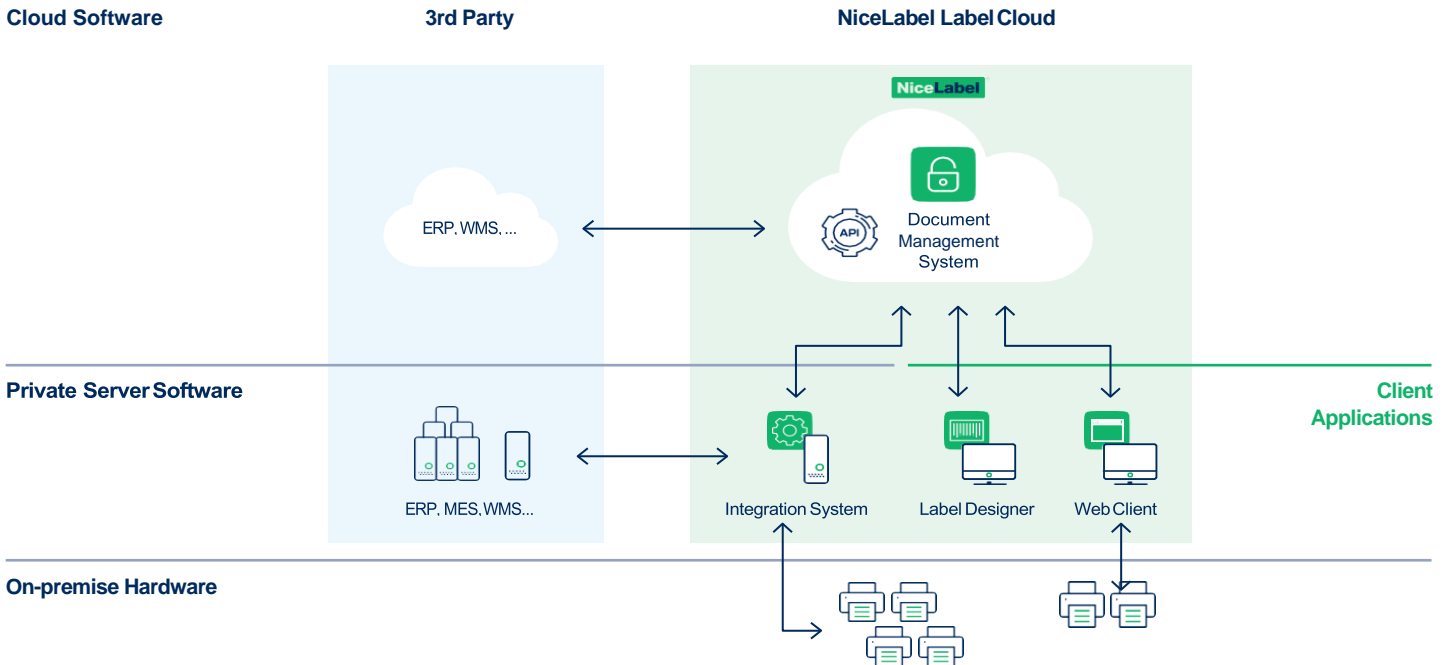 Cloud Software
3rd Party
NiceLabel Label Cloud
NiceLabel
ERP, WMS, ...
API
Document
Management
System
Private Server Software
Client
Applications
ERP, MES, WMS...
Integration System
Label Designer
Web Client
On-premise Hardware